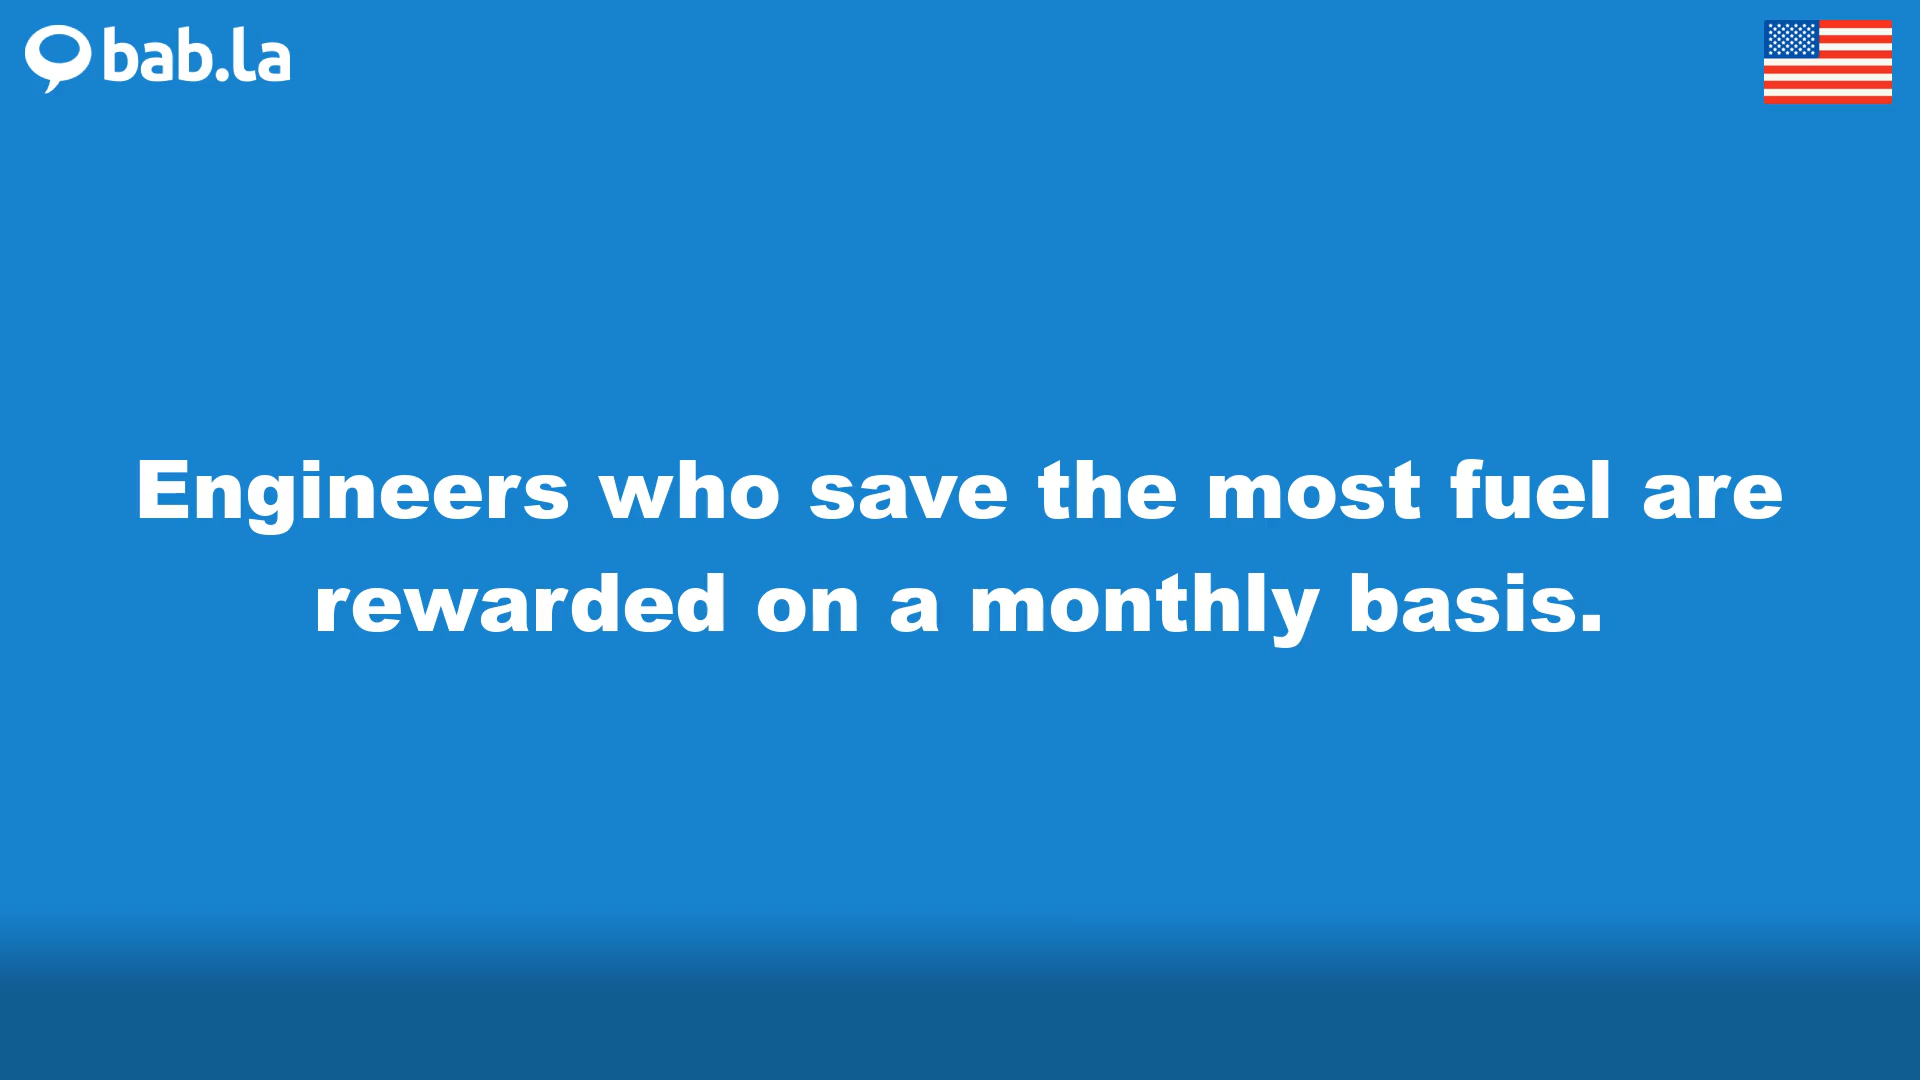 bab.la
Engineers who save the most fuel are
rewarded on a monthly basis.